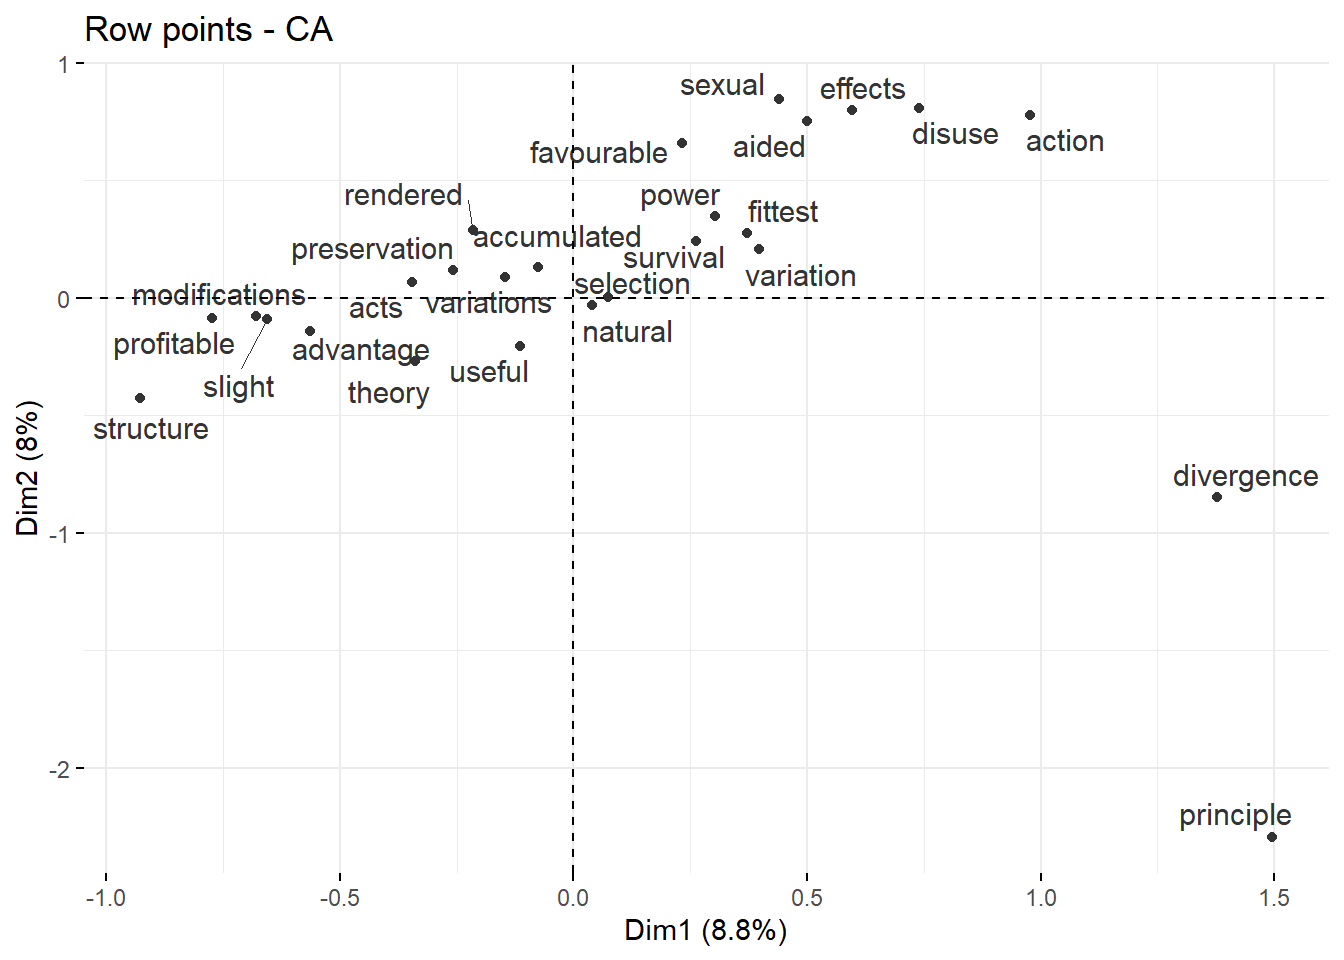 Row points - CA
1
sexual
effects
disuse
action
aided
favourable
rendered
power
fittest
accumulated
preservation
survival
variation
selection
modifications
0
acts
variations
natural
profitable
advantage
useful
slight
theory
structure
divergence
-1
-2
principle
Dim2 (8%)
-1.0
-0.5
0.0
0.5
1.0
1.5
Dim1 (8.8%)